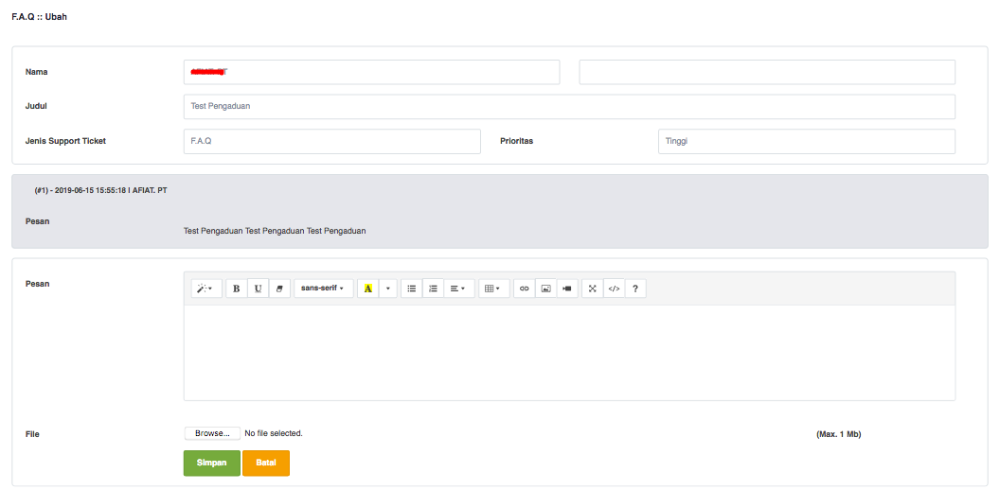 F.A.Q :: Ubah
Nama
Judul Test Pengaduan
Jenis Support Ticket F.A.Q Prioritas Tinggi
(#1) - 2019-06-15 15:55:18 | AFIAT. PT
Pesan
Test Pengaduan Test Pengaduan Test Pengaduan
Pesan
B U sans-serif A </> ?
File Browse... No file selected. (Max. 1 Mb)
Simpan Batal